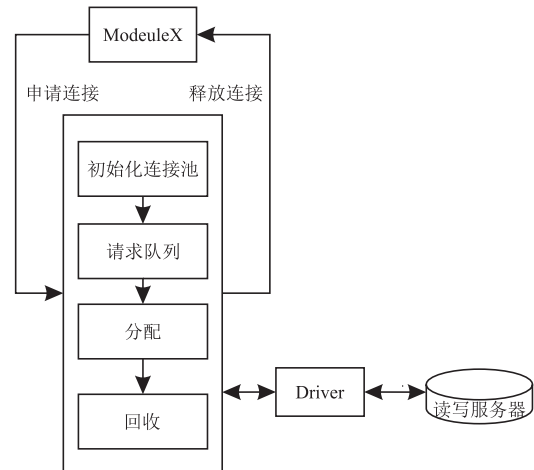 ModeuleX
申请连接
释放连接
初始化连接池
请求队列
分配
回收
Driver
读写服务器